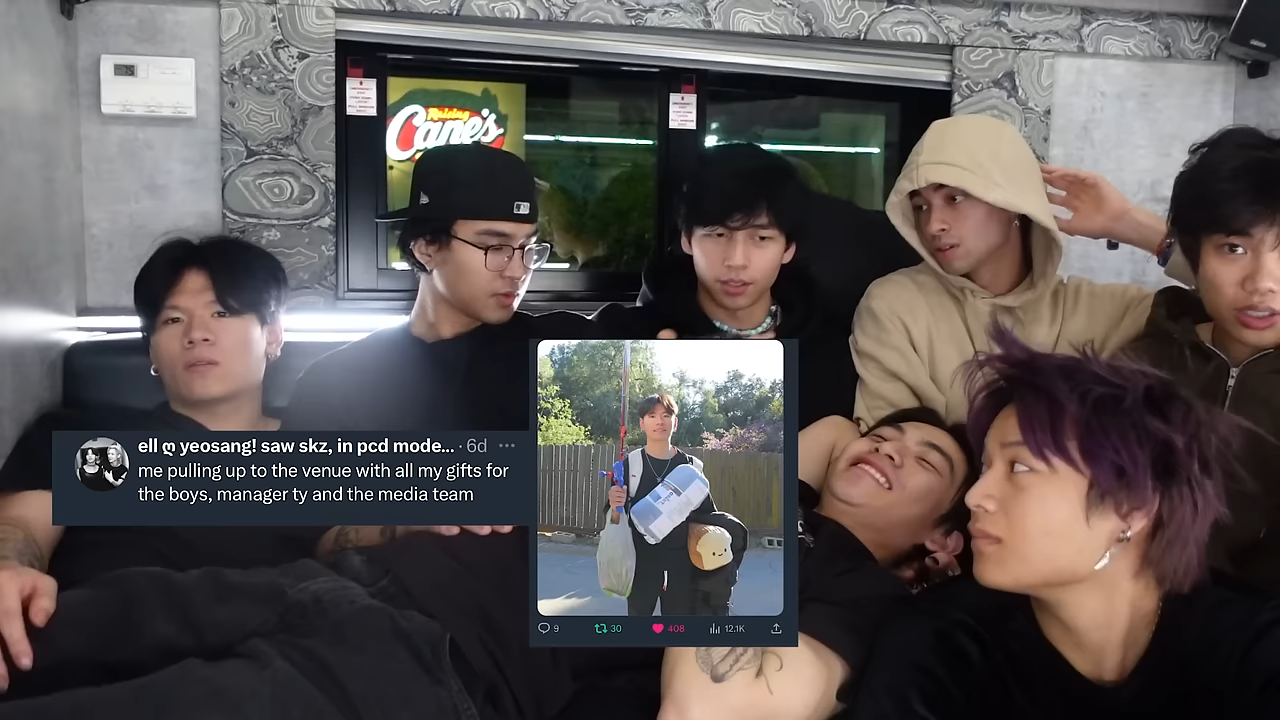 Raising
Cane's
ell ღ yeosang! saw skz, in pcd mode... · 6d ···
me pulling up to the venue with all my gifts for
the boys, manager ty and the media team
9 30 408 12.1K